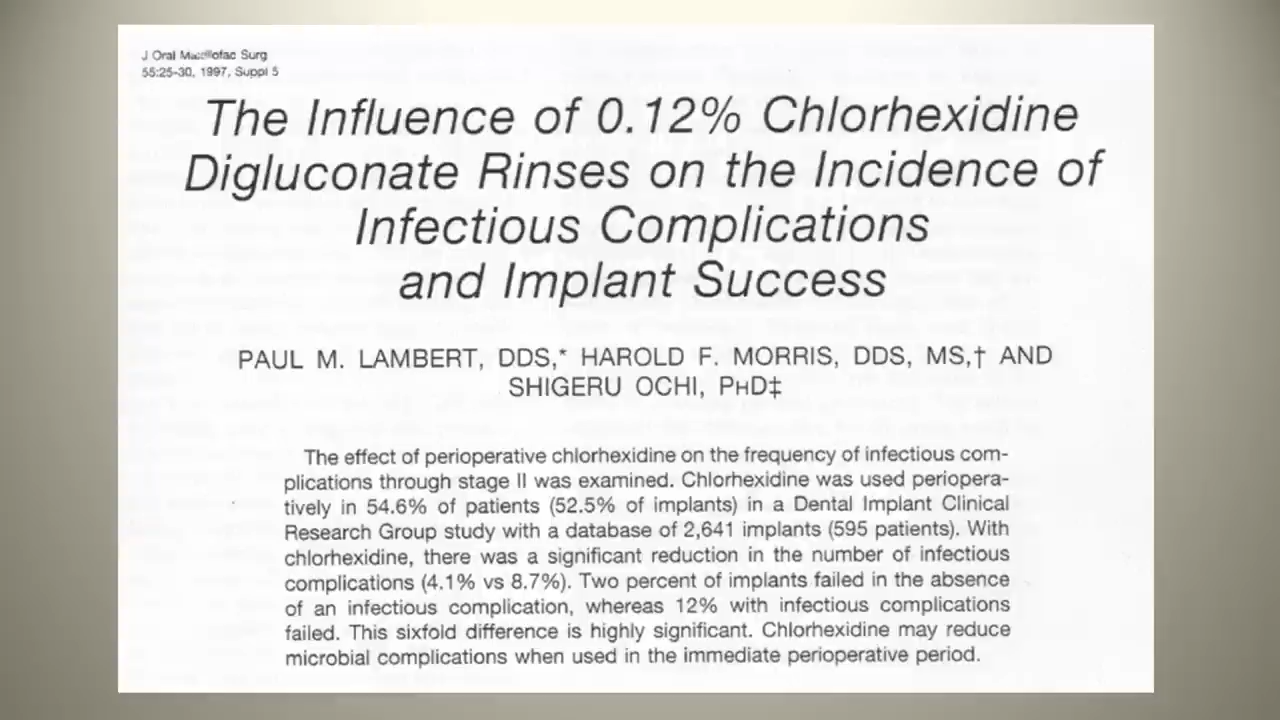 J Oral Maxillofac Surg
55:25-30, 1997, Suppl 5
The Influence of 0.12% Chlorhexidine
Digluconate Rinses on the Incidence of
Infectious Complications
and Implant Success
PAUL M. LAMBERT, DDS,* HAROLD F. MORRIS, DDS, MS,† AND
SHIGERU OCHI, PHD‡
The effect of perioperative chlorhexidine on the frequency of infectious com-
plications through stage II was examined. Chlorhexidine was used periopera-
tively in 54.6% of patients (52.5% of implants) in a Dental Implant Clinical
Research Group study with a database of 2,641 implants (595 patients). With
chlorhexidine, there was a significant reduction in the number of infectious
complications (4.1% vs 8.7%). Two percent of implants failed in the absence
of an infectious complication, whereas 12% with infectious complications
failed. This sixfold difference is highly significant. Chlorhexidine may reduce
microbial complications when used in the immediate perioperative period.